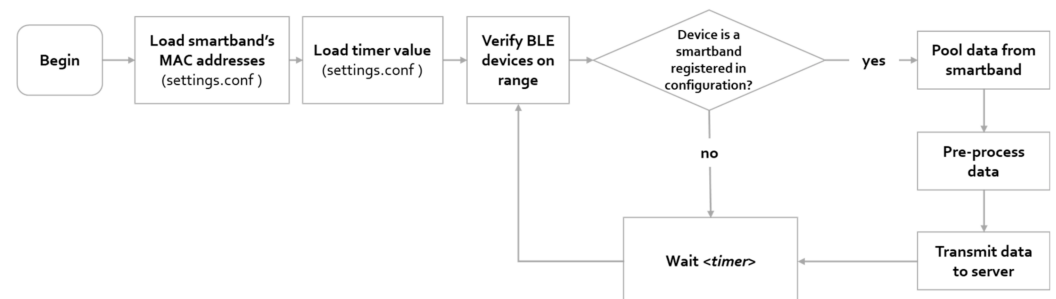 Begin
Load smartband's
MAC addresses
(settings.conf )
Load timer value
(settings.conf )
Verify BLE
devices on
range
Device is a
smartband
registered in
configuration?
yes
Pool data from
smartband
no
Pre-process
data
Transmit data
to server
Wait <timer>